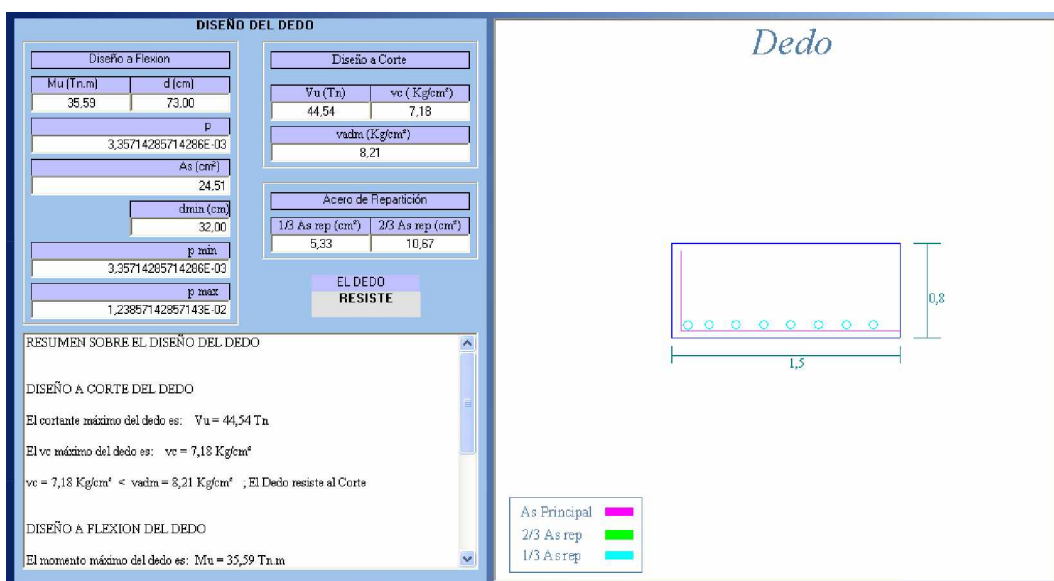 DISEÑO DEL DEDO
Diseño a Flexion
Mu (Tn.m) d (cm)
35,59 73,00
p
3,35714285714286E-03
As (cm²)
24,51
dmin (cm)
32,00
p min
3,35714285714286E-03
p max
1,23857142857143E-02
Diseño a Corte
Vu (Tn) vc ( Kg/cm²)
44,54 7,18
vadm (Kg/cm²)
8,21
Acero de Repartición
1/3 As rep (cm²) 2/3 As rep (cm²)
5,33 10,67
EL DEDO
RESISTE
RESUMEN SOBRE EL DISEÑO DEL DEDO
DISEÑO A CORTE DEL DEDO
El cortante máximo del dedo es: Vu = 44,54 Tn
El vc máximo del dedo es: vc = 7,18 Kg/cm²
vc = 7,18 Kg/cm² < vadm = 8,21 Kg/cm² ; El Dedo resiste al Corte
DISEÑO A FLEXION DEL DEDO
El momento máximo del dedo es: Mu = 35,59 Tn.m
Dedo
0,8
1,5
As Principal
2/3 As rep
1/3 As rep